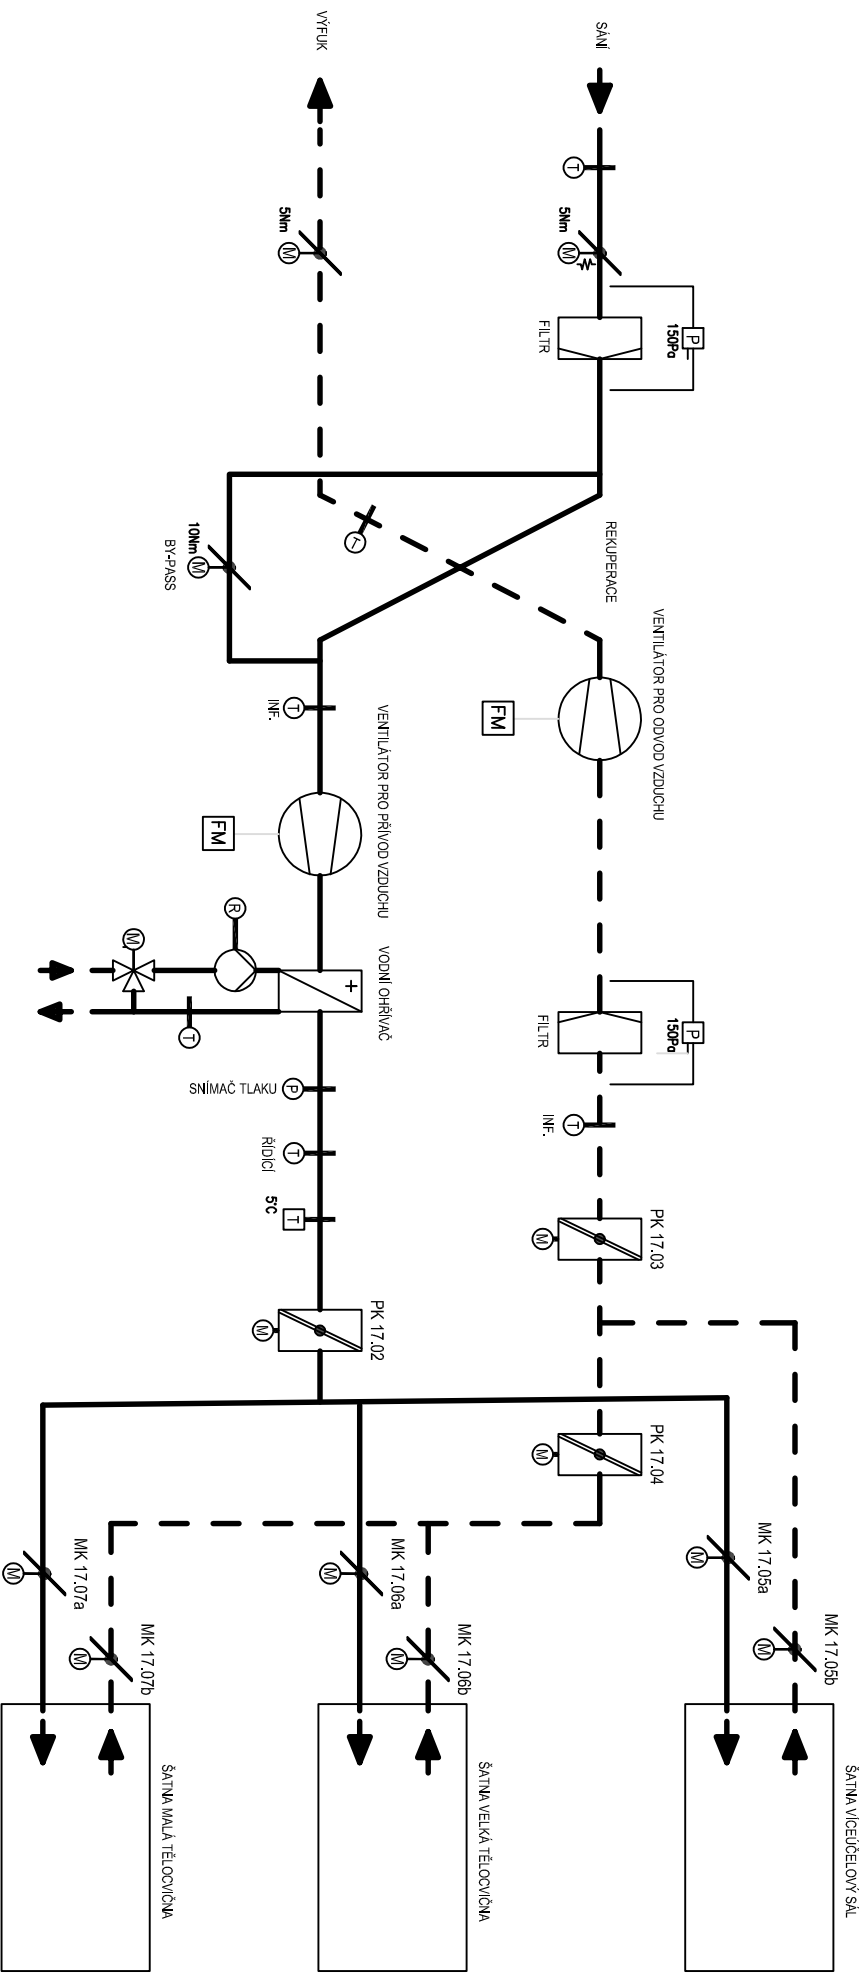 VÝFUK
SÁNÍ
T
5Nm
M
5Nm
M
FILTR
P
150Pa
REKUPERACE
T
10Nm
M
BY-PASS
VENTILÁTOR PRO ODVOD VZDUCHU
FM
T
INF.
VENTILÁTOR PRO PŘÍVOD VZDUCHU
FM
R
M
T
VODNÍ OHŘÍVAČ
+
FILTR
P
150Pa
SNÍMAČ TLAKU
P
T
INF.
ŘÍDÍCÍ
T
5°C
T
PK 17.03
M
PK 17.02
M
PK 17.04
M
MK 17.07a
M
MK 17.07b
M
MK 17.06a
M
MK 17.06b
M
MK 17.05a
M
MK 17.05b
M
ŠATNA MALÁ TĚLOCVIČNA
ŠATNA VELKÁ TĚLOCVIČNA
ŠATNA VÍCEÚČELOVÝ SÁL